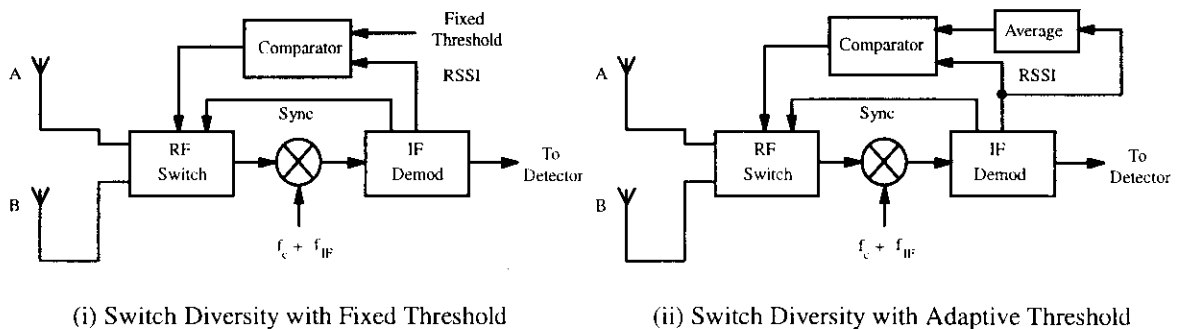 Fixed
Threshold
Comparator
RSSI
A
Sync
RF
Switch
IF
Demod
To
Detector
B
f_c + f_IF
(i) Switch Diversity with Fixed Threshold
Average
Comparator
RSSI
A
Sync
RF
Switch
IF
Demod
To
Detector
B
f_c + f_IF
(ii) Switch Diversity with Adaptive Threshold